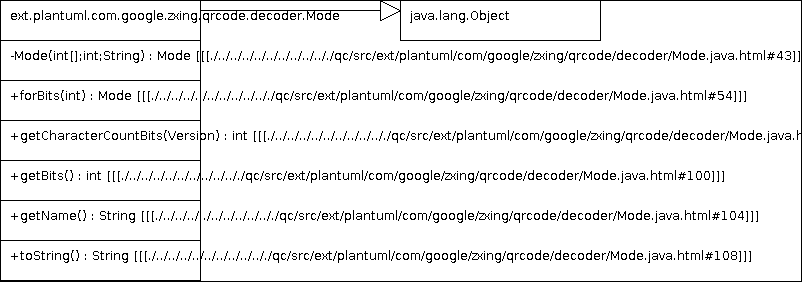 ext.plantuml.com.google.zxing.qrcode.decoder.Mode
java.lang.Object
-Mode(int[];int;String) : Mode [[[./../../../../../../../../../../qc/src/ext/plantuml/com/google/zxing/qrcode/decoder/Mode.java.html#43]]]
+forBits(int) : Mode [[[./../../../../../../../../../../qc/src/ext/plantuml/com/google/zxing/qrcode/decoder/Mode.java.html#54]]]
+getCharacterCountBits(Version) : int [[[./../../../../../../../../../../qc/src/ext/plantuml/com/google/zxing/qrcode/decoder/Mode.java.h
+getBits() : int [[[./../../../../../../../../../../qc/src/ext/plantuml/com/google/zxing/qrcode/decoder/Mode.java.html#100]]]
+getName() : String [[[./../../../../../../../../../../qc/src/ext/plantuml/com/google/zxing/qrcode/decoder/Mode.java.html#104]]]
+toString() : String [[[./../../../../../../../../../../qc/src/ext/plantuml/com/google/zxing/qrcode/decoder/Mode.java.html#108]]]